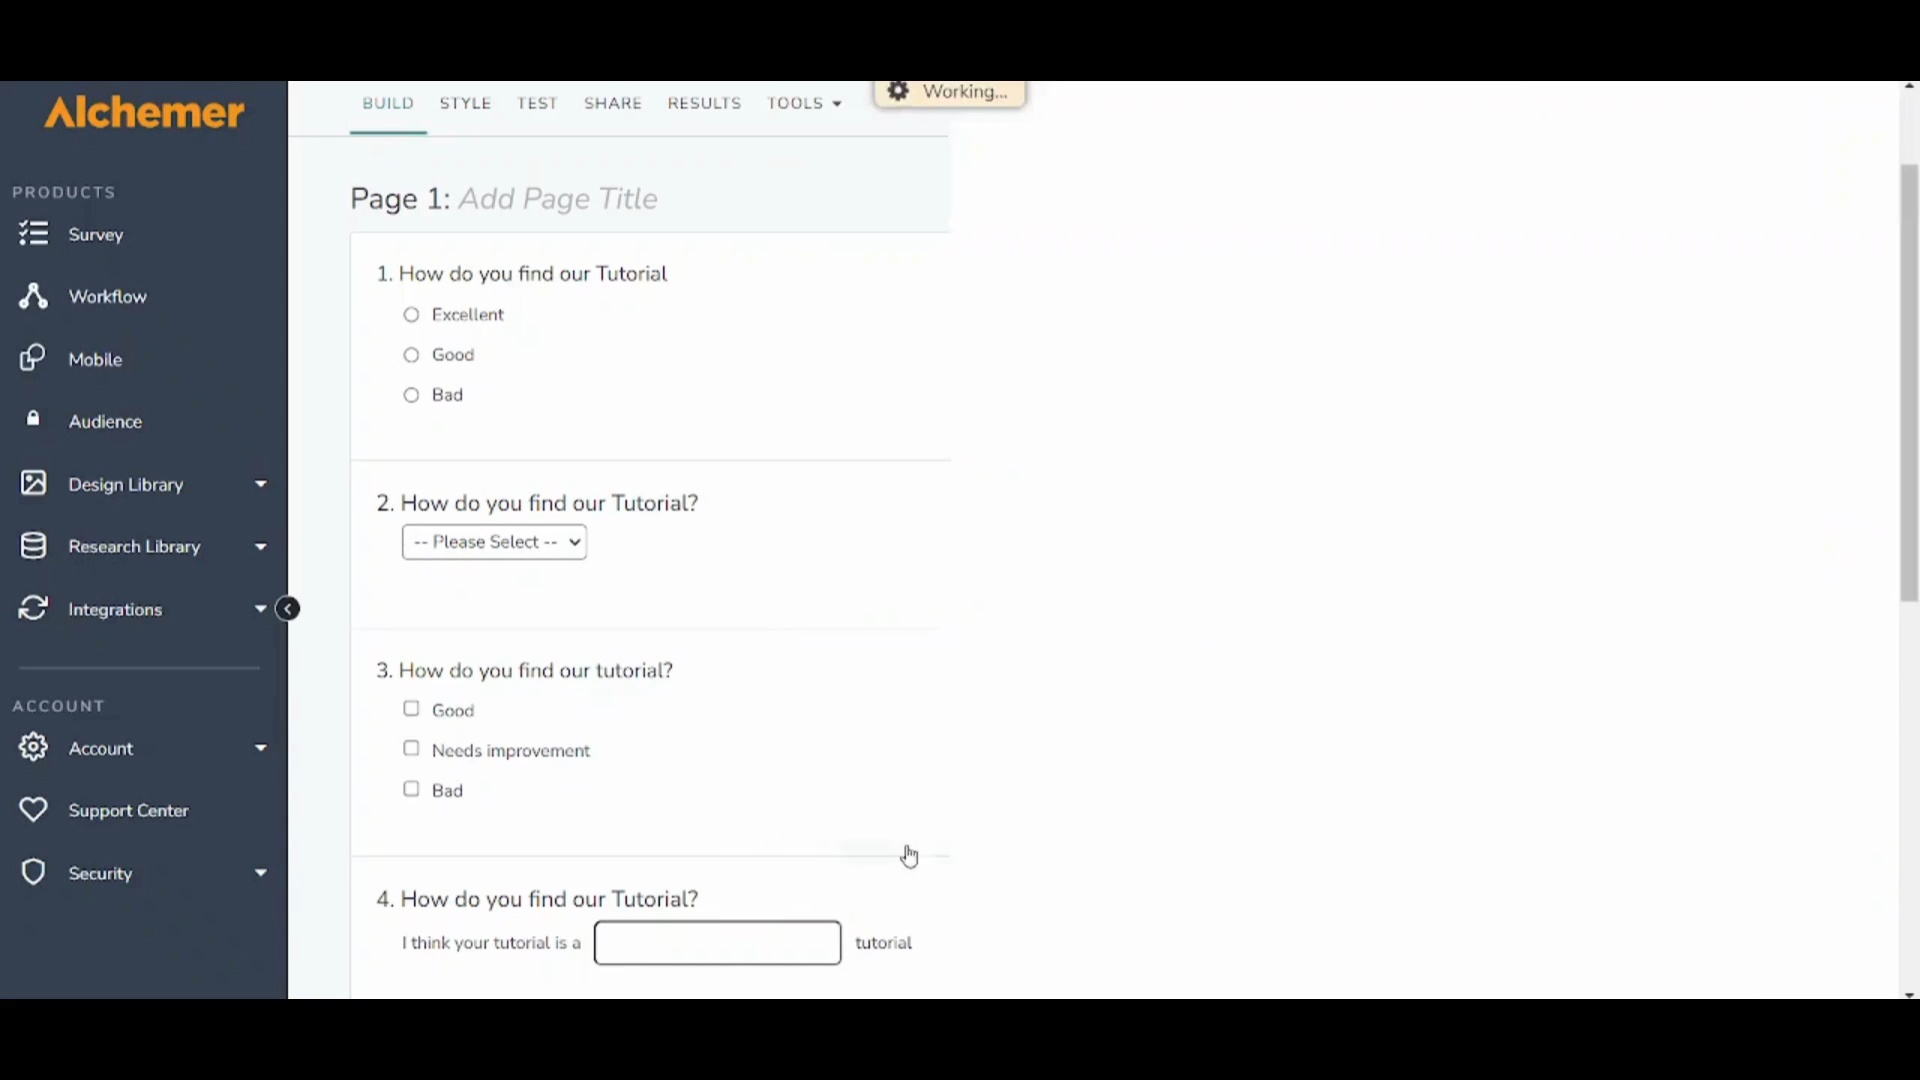 Alchemer
BUILD STYLE TEST SHARE RESULTS TOOLS
Working...
PRODUCTS
Survey
Workflow
Mobile
Audience
Design Library
Research Library
Integrations
ACCOUNT
Account
Support Center
Security
Page 1: Add Page Title
1. How do you find our Tutorial
Excellent
Good
Bad
2. How do you find our Tutorial?
-- Please Select --
3. How do you find our tutorial?
Good
Needs improvement
Bad
4. How do you find our Tutorial?
I think your tutorial is a tutorial